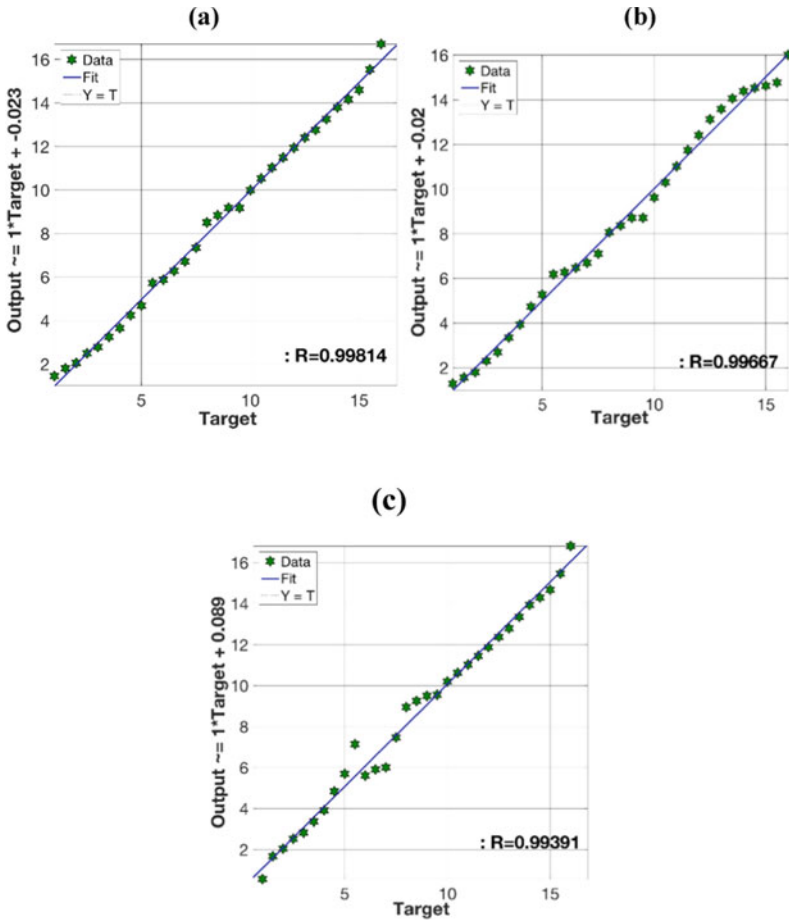 (a)
Output ~= 1*Target + -0.023
16
14
12
10
8
6
4
2
Data
Fit
Y = T
: R=0.99814
5
10
15
Target
(b)
Output ~= 1*Target + -0.02
16
14
12
10
8
6
4
2
Data
Fit
Y = T
: R=0.99667
5
10
15
Target
(c)
Output ~= 1*Target + 0.089
16
14
12
10
8
6
4
2
Data
Fit
Y = T
: R=0.99391
5
10
15
Target